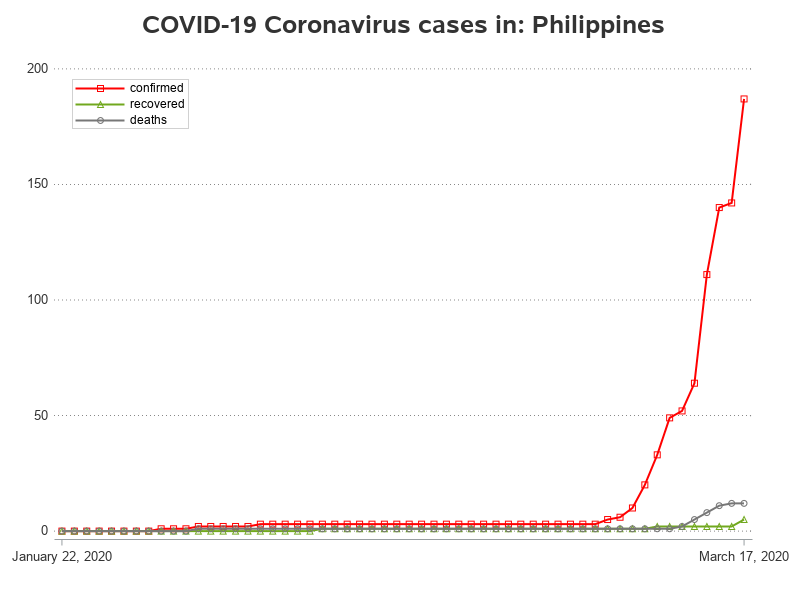 COVID-19 Coronavirus cases in: Philippines
200
confirmed
recovered
deaths
150
100
50
0
January 22, 2020
March 17, 2020